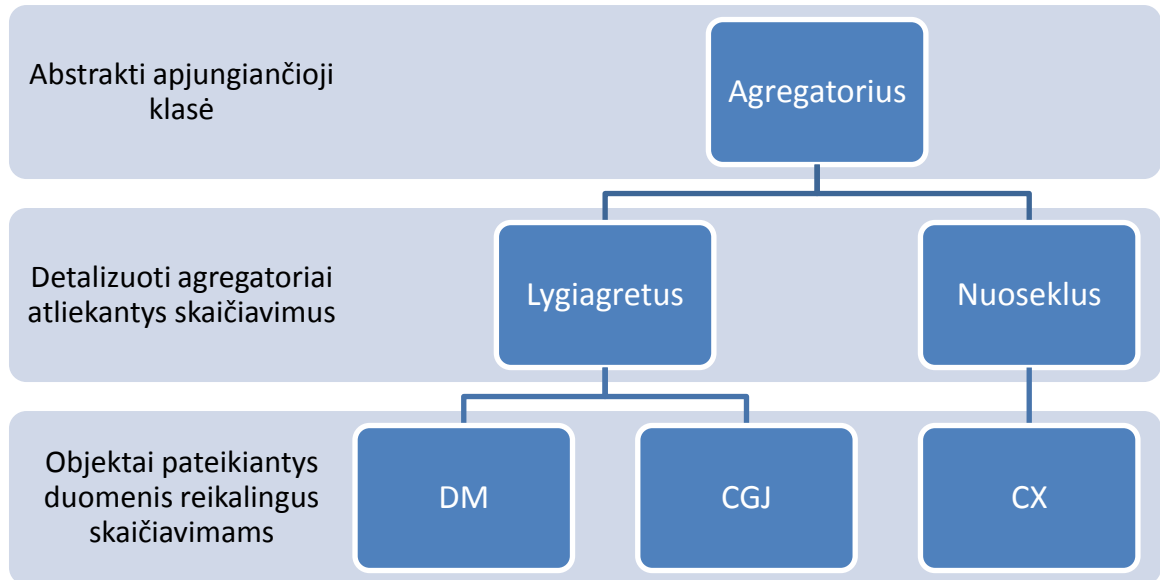 Abstrakti apjungiančioji
klasė
Agregatorius
Detalizuoti agregatoriai
atliekantys skaičiavimus
Lygiagretus
Nuoseklus
Objektai pateikiantys
duomenis reikalingus
skaičiavimams
DM
CGJ
CX